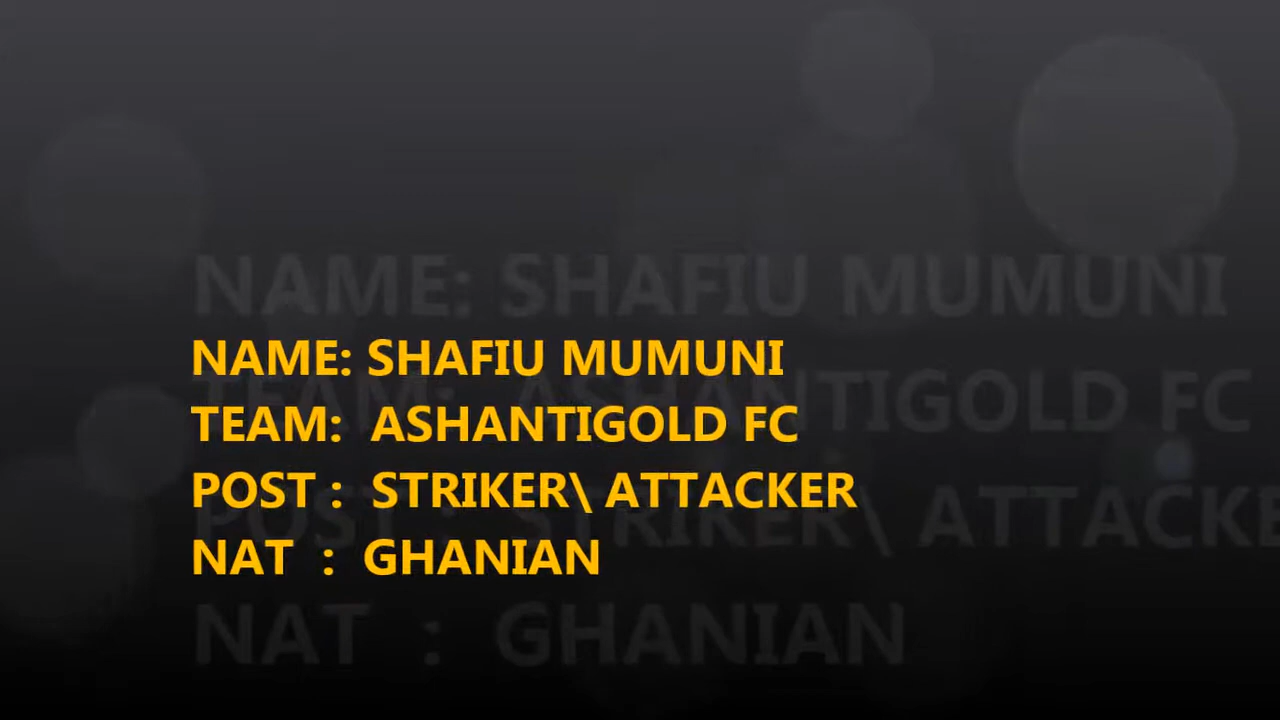 NAME: SHAFIU MUMUNI
TEAM: ASHANTIGOLD FC
POST : STRIKER\ ATTACKER
NAT : GHANIAN